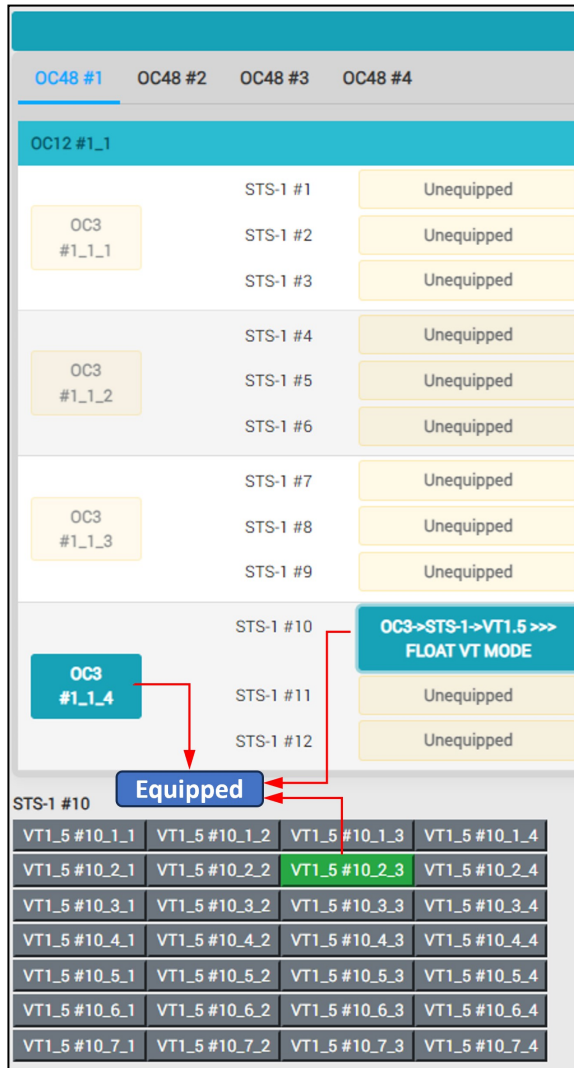 OC48 #1 OC48 #2 OC48 #3 OC48 #4
OC12 #1_1
OC3
#1_1_1
STS-1 #1 Unequipped
STS-1 #2 Unequipped
STS-1 #3 Unequipped
OC3
#1_1_2
STS-1 #4 Unequipped
STS-1 #5 Unequipped
STS-1 #6 Unequipped
OC3
#1_1_3
STS-1 #7 Unequipped
STS-1 #8 Unequipped
STS-1 #9 Unequipped
OC3
#1_1_4
STS-1 #10 OC3->STS-1->VT1.5 >>>
FLOAT VT MODE
STS-1 #11 Unequipped
STS-1 #12 Unequipped
Equipped
STS-1 #10
VT1_5 #10_1_1 VT1_5 #10_1_2 VT1_5 #10_1_3 VT1_5 #10_1_4
VT1_5 #10_2_1 VT1_5 #10_2_2 VT1_5 #10_2_3 VT1_5 #10_2_4
VT1_5 #10_3_1 VT1_5 #10_3_2 VT1_5 #10_3_3 VT1_5 #10_3_4
VT1_5 #10_4_1 VT1_5 #10_4_2 VT1_5 #10_4_3 VT1_5 #10_4_4
VT1_5 #10_5_1 VT1_5 #10_5_2 VT1_5 #10_5_3 VT1_5 #10_5_4
VT1_5 #10_6_1 VT1_5 #10_6_2 VT1_5 #10_6_3 VT1_5 #10_6_4
VT1_5 #10_7_1 VT1_5 #10_7_2 VT1_5 #10_7_3 VT1_5 #10_7_4